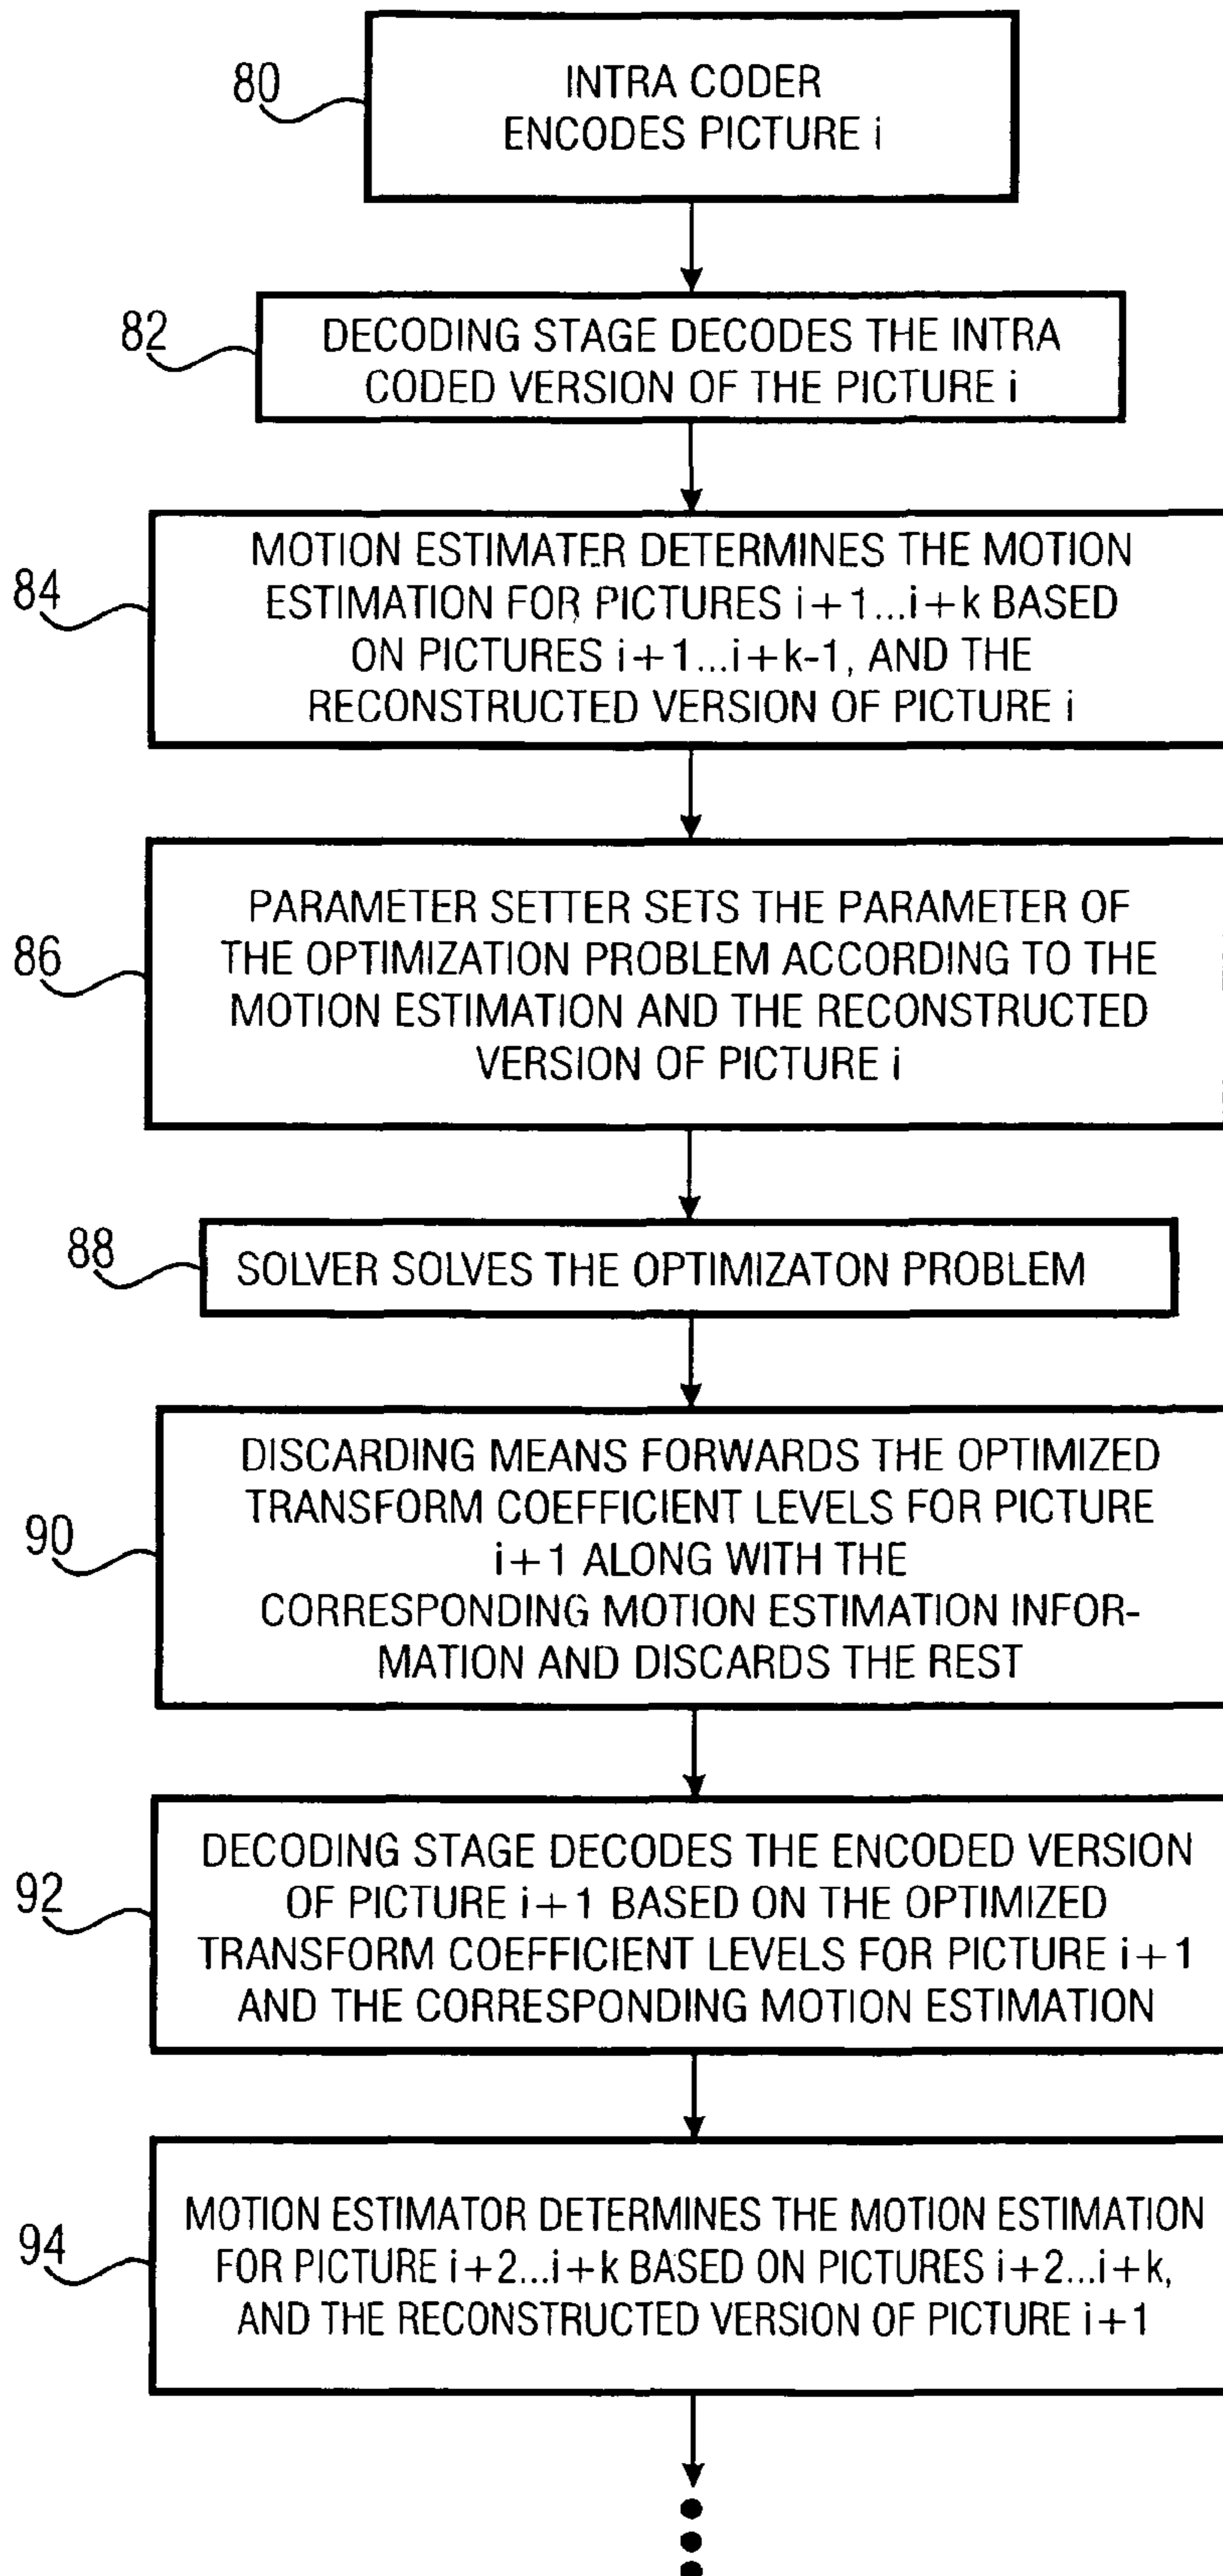 80
INTRA CODER
ENCODES PICTURE i
82
DECODING STAGE DECODES THE INTRA
CODED VERSION OF THE PICTURE i
84
MOTION ESTIMATER DETERMINES THE MOTION
ESTIMATION FOR PICTURES i+1...i+k BASED
ON PICTURES i+1...i+k-1, AND THE
RECONSTRUCTED VERSION OF PICTURE i
86
PARAMETER SETTER SETS THE PARAMETER OF
THE OPTIMIZATION PROBLEM ACCORDING TO THE
MOTION ESTIMATION AND THE RECONSTRUCTED
VERSION OF PICTURE i
88
SOLVER SOLVES THE OPTIMIZATON PROBLEM
90
DISCARDING MEANS FORWARDS THE OPTIMIZED
TRANSFORM COEFFICIENT LEVELS FOR PICTURE
i+1 ALONG WITH THE
CORRESPONDING MOTION ESTIMATION INFOR-
MATION AND DISCARDS THE REST
92
DECODING STAGE DECODES THE ENCODED VERSION
OF PICTURE i+1 BASED ON THE OPTIMIZED
TRANSFORM COEFFICIENT LEVELS FOR PICTURE i+1
AND THE CORRESPONDING MOTION ESTIMATION
94
MOTION ESTIMATOR DETERMINES THE MOTION ESTIMATION
FOR PICTURE i+2...i+k BASED ON PICTURES i+2...i+k,
AND THE RECONSTRUCTED VERSION OF PICTURE i+1